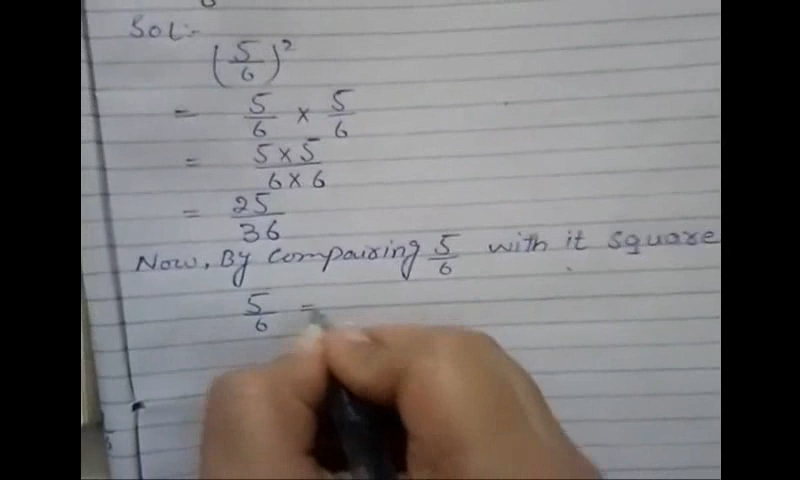 Sol:-
(5/6)²
= 5/6 × 5/6
= 5×5/6×6
= 25/36
Now, By Compairing 5/6 with it square
5/6 =